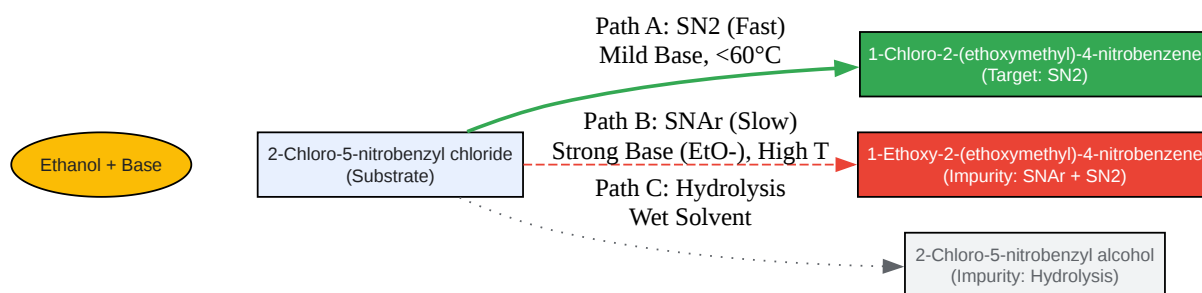 Path A: SN2 (Fast)
Mild Base, <60°C
1-Chloro-2-(ethoxymethyl)-4-nitrobenzene
(Target: SN2)
Ethanol + Base
2-Chloro-5-nitrobenzyl chloride
(Substrate)
Path B: SNAr (Slow)
Strong Base (EtO-), High T
1-Ethoxy-2-(ethoxymethyl)-4-nitrobenzene
(Impurity: SNAr + SN2)
Path C: Hydrolysis
Wet Solvent
2-Chloro-5-nitrobenzyl alcohol
(Impurity: Hydrolysis)